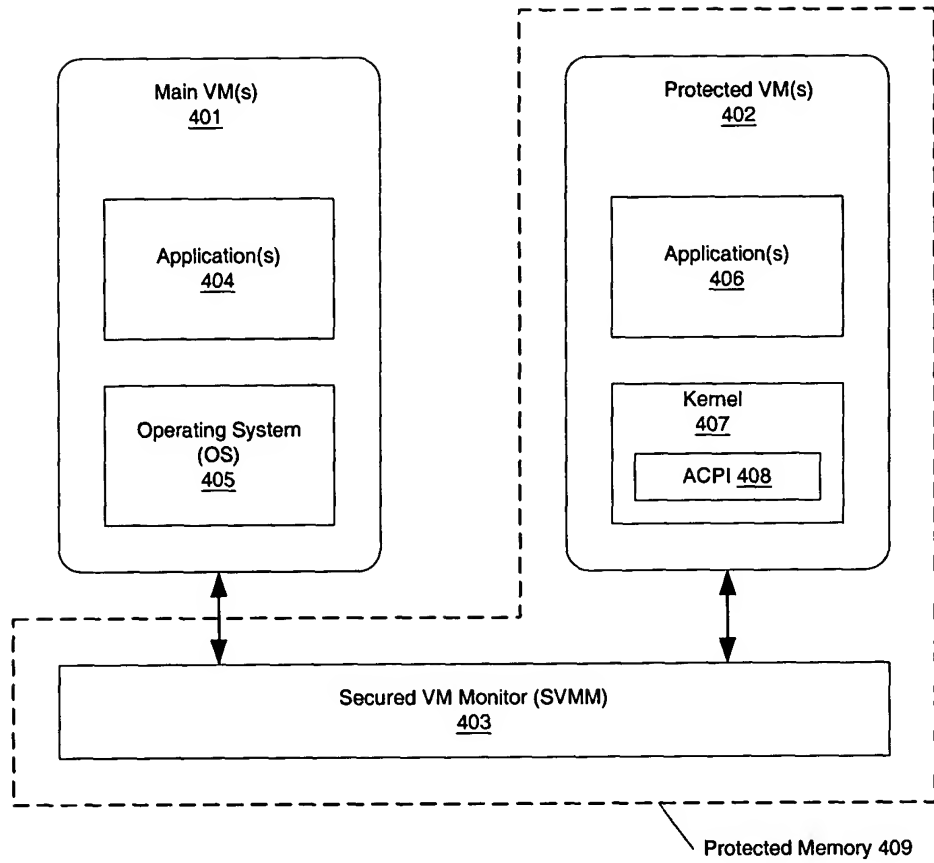 Main VM(s)
401
Application(s)
404
Operating System
(OS)
405
Protected VM(s)
402
Application(s)
406
Kernel
407
ACPI 408
Secured VM Monitor (SVMM)
403
Protected Memory 409